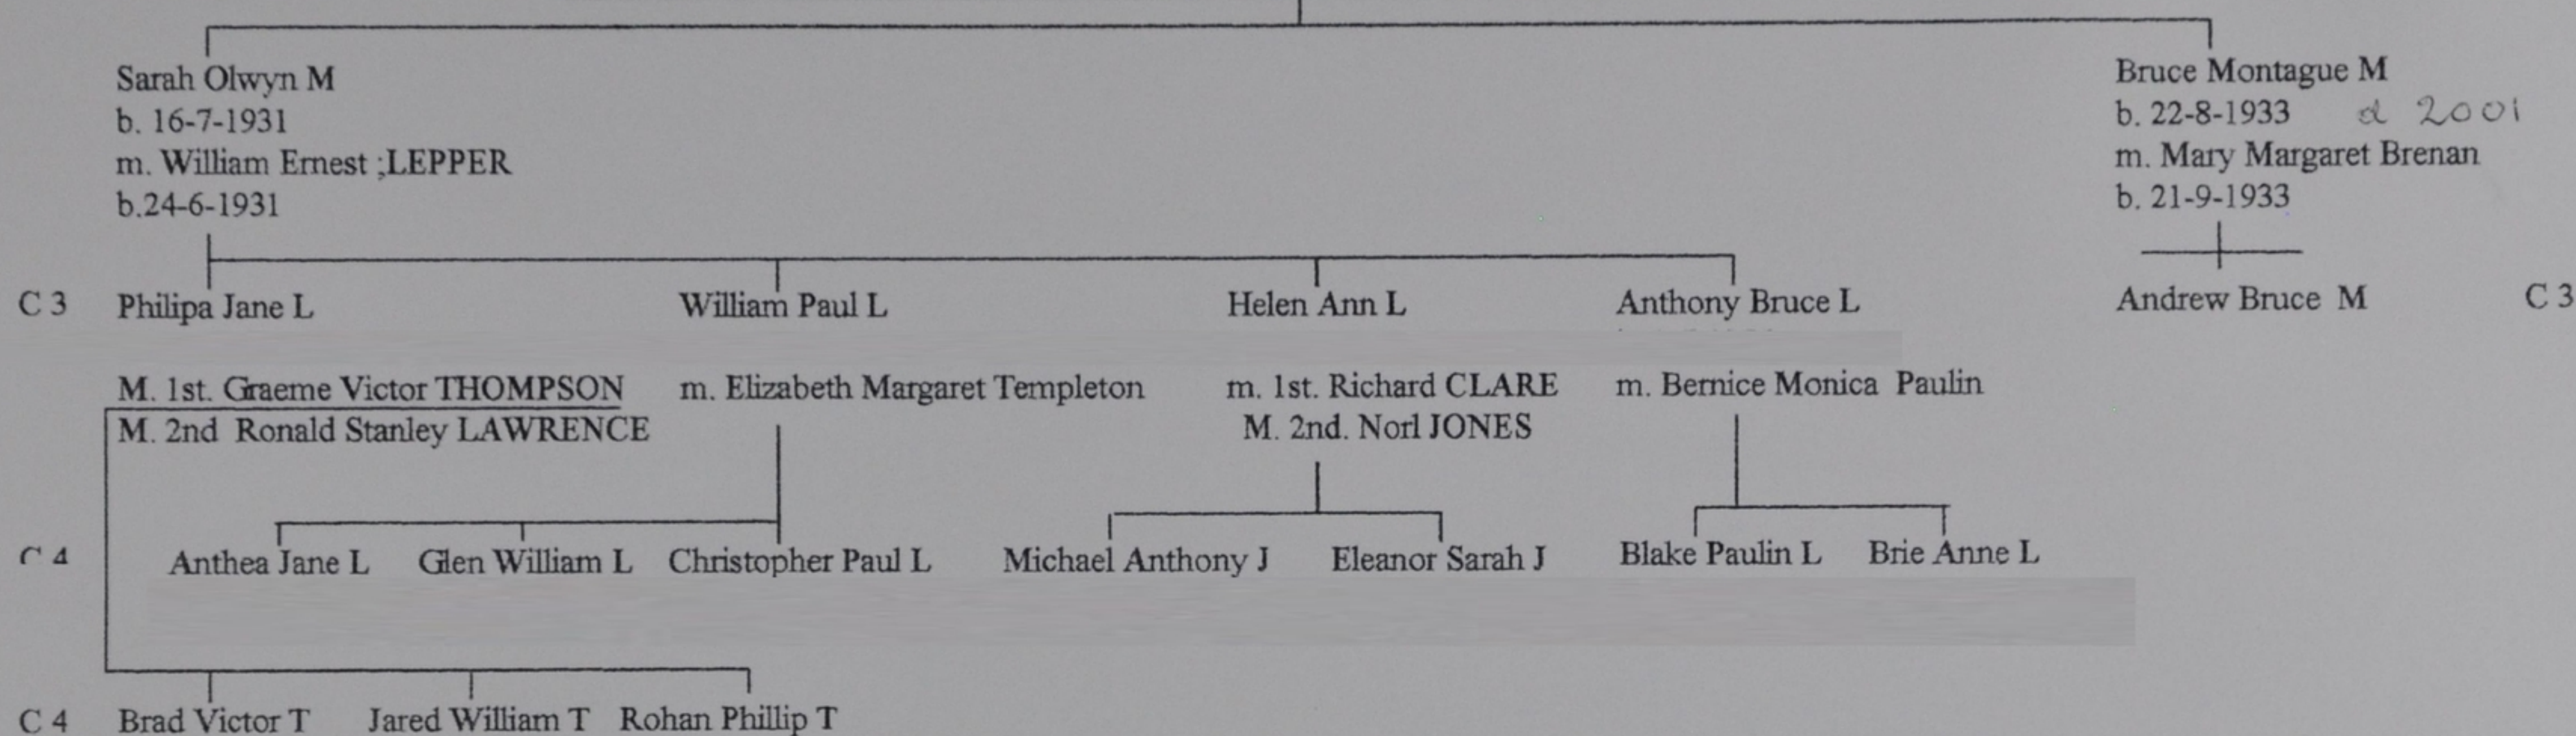 Sarah Olwyn M
b. 16-7-1931
m. William Ernest ;LEPPER
b.24-6-1931
Bruce Montague M
b. 22-8-1933 d 2001
m. Mary Margaret Brenan
b. 21-9-1933
C 3 Philipa Jane L William Paul L Helen Ann L Anthony Bruce L Andrew Bruce M C 3
M. 1st. Graeme Victor THOMPSON m. Elizabeth Margaret Templeton m. 1st. Richard CLARE m. Bernice Monica Paulin
M. 2nd Ronald Stanley LAWRENCE M. 2nd. Norl JONES
C 4 Anthea Jane L Glen William L Christopher Paul L Michael Anthony J Eleanor Sarah J Blake Paulin L Brie Anne L
C 4 Brad Victor T Jared William T Rohan Phillip T